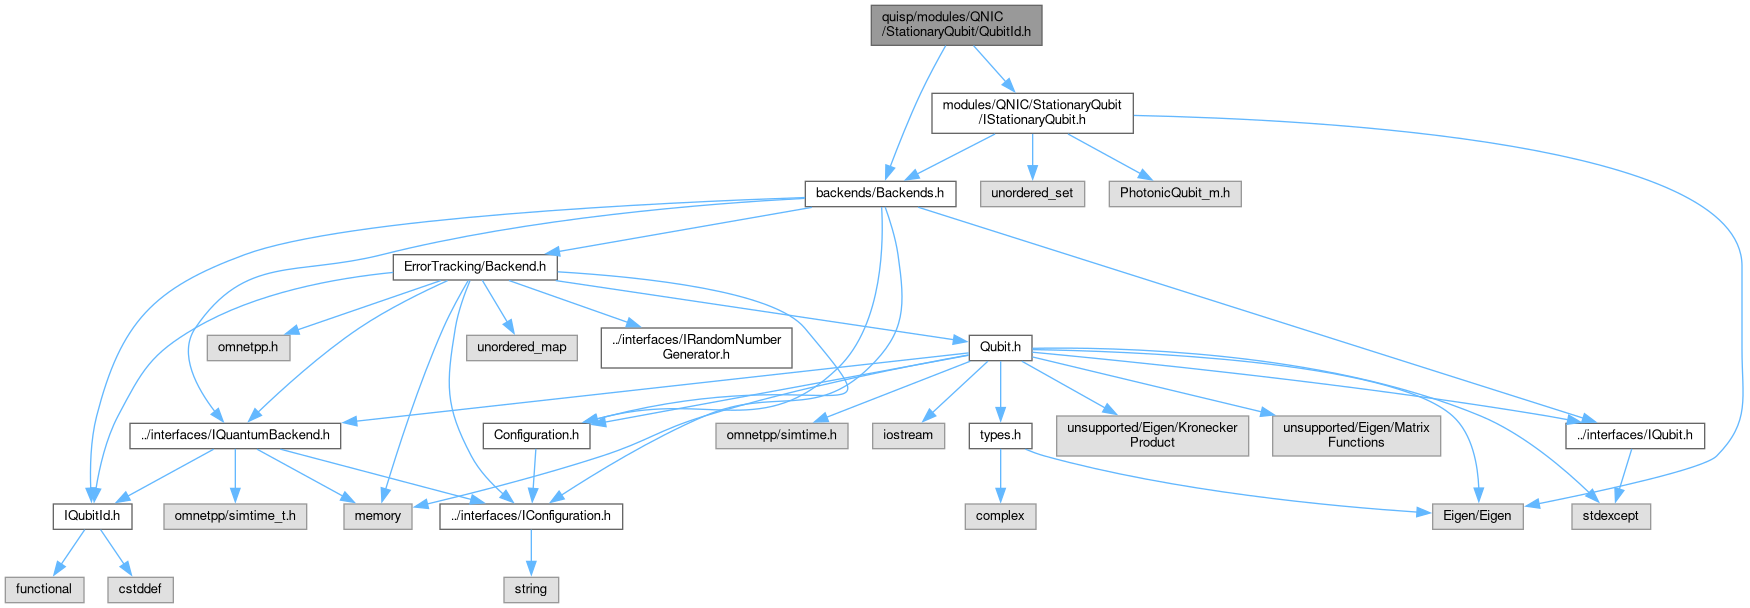 quisp/modules/QNIC
/StationaryQubit/QubitId.h
modules/QNIC/StationaryQubit
/IStationaryQubit.h
backends/Backends.h
unordered_set
PhotonicQubit_m.h
ErrorTracking/Backend.h
omnetpp.h
unordered_map
../interfaces/IRandomNumber
Generator.h
Qubit.h
../interfaces/IQuantumBackend.h
Configuration.h
omnetpp/simtime.h
iostream
types.h
unsupported/Eigen/Kronecker
Product
unsupported/Eigen/Matrix
Functions
../interfaces/IQubit.h
IQubitId.h
omnetpp/simtime_t.h
memory
../interfaces/IConfiguration.h
complex
Eigen/Eigen
stdexcept
functional
cstddef
string